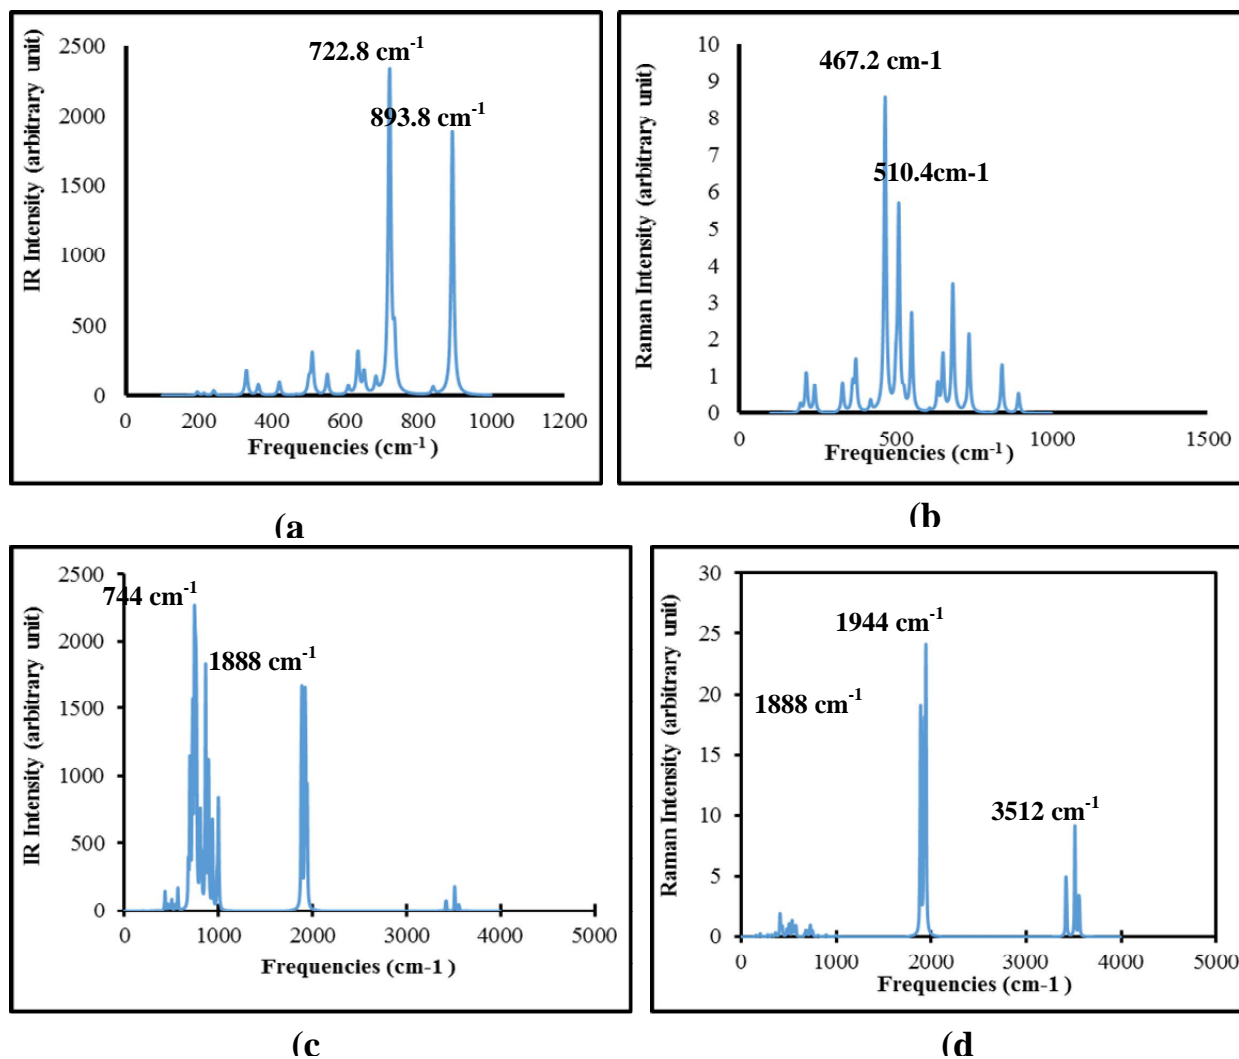 2500
2000
1500
1000
500
0
0 200 400 600 800 1000 1200
IR Intensity (arbitrary unit)
Frequencies (cm-1 )
722.8 cm-1
893.8 cm-1
(a
10
9
8
7
6
5
4
3
2
1
0
0 500 1000 1500
Raman Intensity (arbitrary unit)
Frequencies (cm-1 )
467.2 cm-1
510.4cm-1
(b
2500
2000
1500
1000
500
0
0 1000 2000 3000 4000 5000
IR Intensity (arbitrary unit)
Frequencies (cm-1 )
744 cm-1
1888 cm-1
(c
30
25
20
15
10
5
0
0 1000 2000 3000 4000 5000
Raman Intensity (arbitrary unit)
Frequencies (cm-1 )
1944 cm-1
1888 cm-1
3512 cm-1
(d